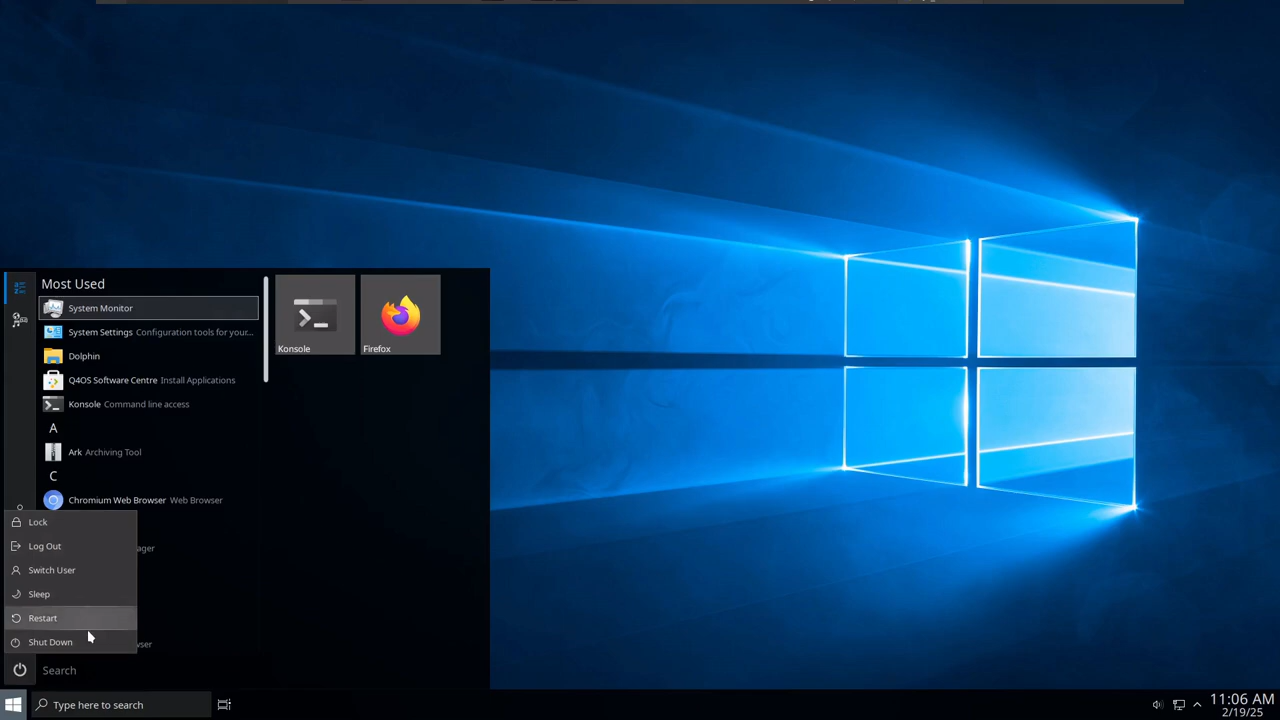 Most Used
System Monitor
System Settings Configuration tools for your...
Dolphin
Q4OS Software Centre Install Applications
Konsole Command line access
A
Ark Archiving Tool
C
Chromium Web Browser Web Browser
Konsole
Firefox
Lock
Log Out
ager
Switch User
Sleep
Restart
Shut Down
wser
Search
Type here to search
11:06 AM
2/19/25